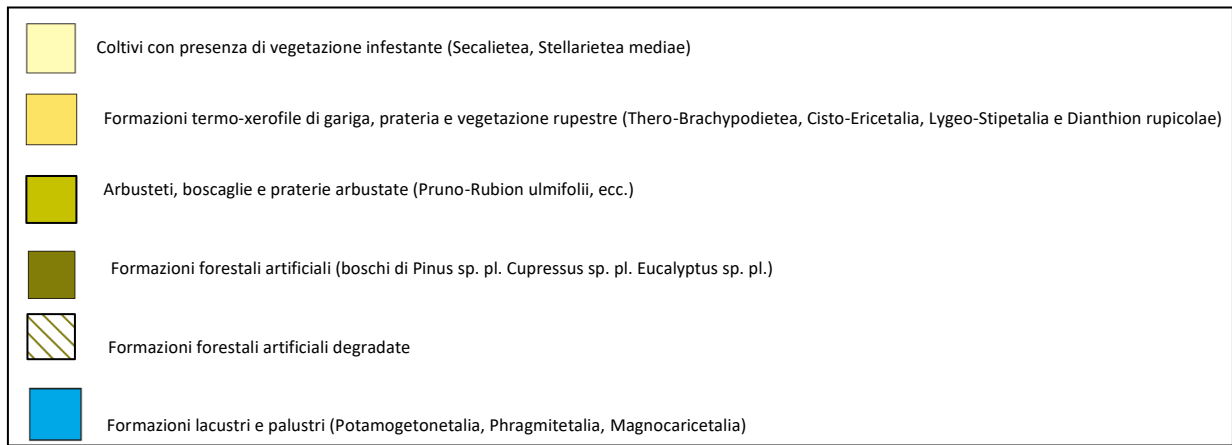 Coltivi con presenza di vegetazione infestante (Secalietea, Stellarietea mediae)
Formazioni termo-xerofile di gariga, prateria e vegetazione rupestre (Thero-Brachypodietea, Cisto-Ericetalia, Lygeo-Stipetalia e Dianthion rupicolae)
Arbusteti, boscaglie e praterie arbustate (Pruno-Rubion ulmifolii, ecc.)
Formazioni forestali artificiali (boschi di Pinus sp. pl. Cupressus sp. pl. Eucalyptus sp. pl.)
Formazioni forestali artificiali degradate
Formazioni lacustri e palustri (Potamogetonetalia, Phragmitetalia, Magnocaricetalia)